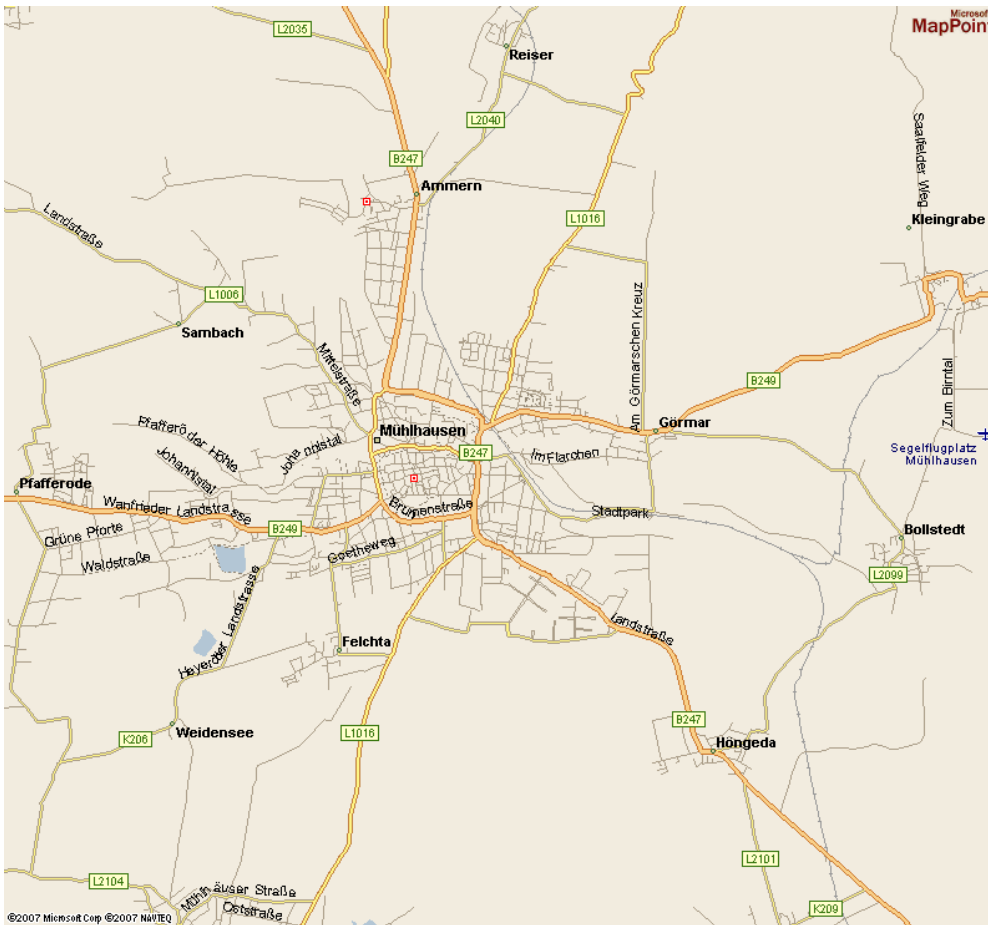 Microsoft
MapPoint
L2035
Reiser
L2040
B247
Ammern
Saalfelder Weg
Landstraße
L1016
Kleingrabe
L1006
Sambach
Am Görmarschen Kreuz
Mittelstraße
B249
Zum Birntal
Pfafferöder Höhle
Johannistal
Mühlhausen
Görmar
Johannistal
B247
Im Flarchen
Segelflugplatz
Mühlhausen
Pfafferode
Wanfrieder Landstrasse
Brunnenstraße
Stadtpark
Grüne Pforte
B249
Goetheweg
Bollstedt
Waldstraße
L2099
Heyeröder Landstrasse
Landstraße
Felchta
K206
Weidensee
L1016
B247
Höngeda
L2104
Mühlhäuser Straße
Oststraße
L2101
K209
©2007 Microsoft Corp ©2007 NAVTEQ